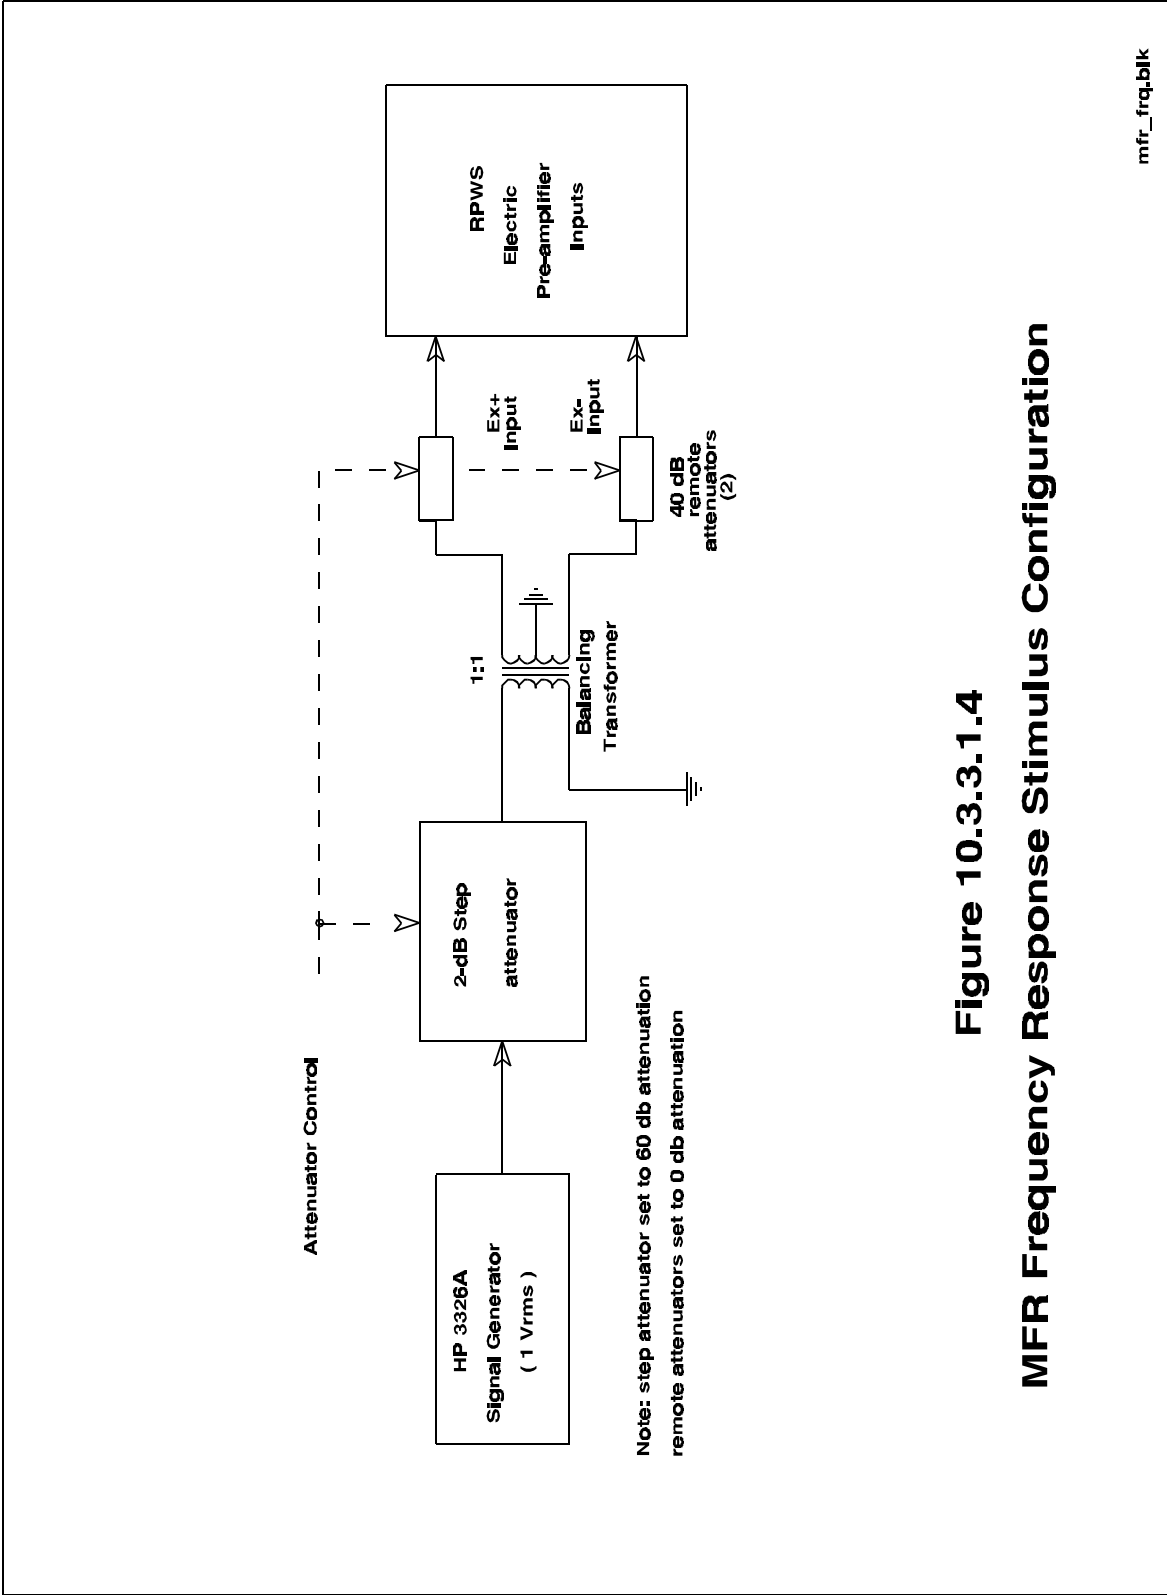 Attenuator Control
HP 3326A
Signal Generator
( 1 Vrms )
2-dB Step
attenuator
1:1
Balancing
Transformer
Ex+
Input
Ex-
Input
40 dB
remote
attenuators
(2)
RPWS
Electric
Pre-amplifier
Inputs
Note: step attenuator set to 60 db attenuation
remote attenuators set to 0 db attenuation
Figure 10.3.3.1.4
MFR Frequency Response Stimulus Configuration
mfr_frq.blk